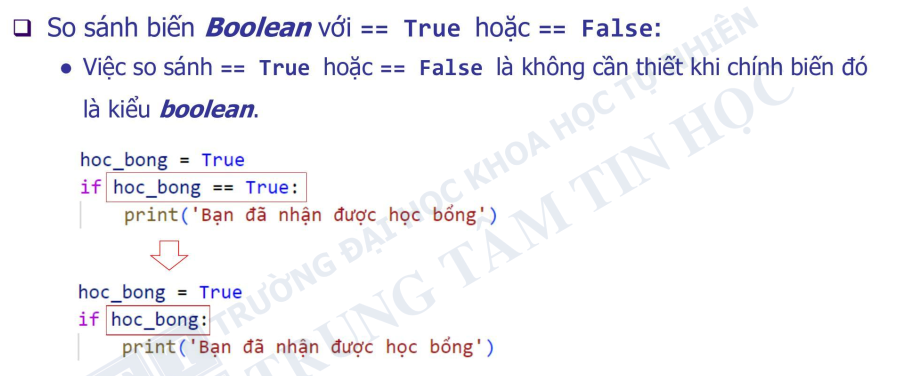 So sánh biến Boolean với == True hoặc == False:
Việc so sánh == True hoặc == False là không cần thiết khi chính biến đó
là kiểu boolean.
hoc_bong = True
if hoc_bong == True:
print('Bạn đã nhận được học bổng')
hoc_bong = True
if hoc_bong:
print('Bạn đã nhận được học bổng')
TRƯỜNG ĐẠI HỌC KHOA HỌC TỰ NHIÊN
TRUNG TÂM TIN HỌC